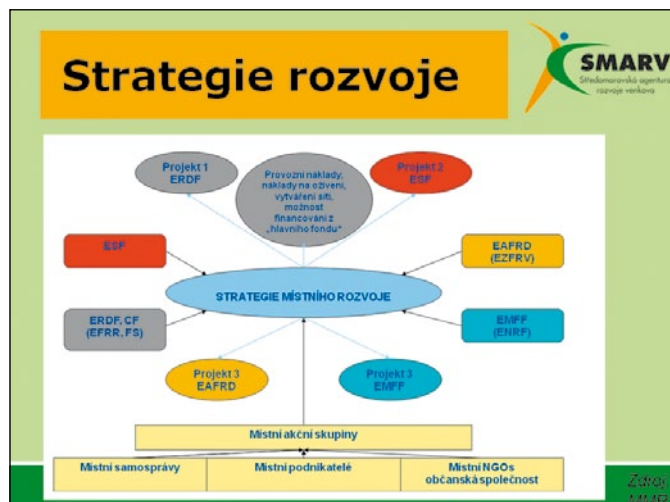 Strategie rozvoje
SMARV
Středomoravská agentura
rozvoje venkova
Projekt 1
ERDF
Provozní náklady,
náklady na oživení,
vytváření sítí,
možnost
financování z
„hlavního fondu“
Projekt 2
ESF
ESF
EAFRD
(EZFRV)
STRATEGIE MÍSTNÍHO ROZVOJE
ERDF, CF
(EFRR, FS)
EMFF
(ENRF)
Projekt 3
EAFRD
Projekt 3
EMFF
Místní akční skupiny
Místní samosprávy
Místní podnikatelé
Místní NGOs
občanská společnost
Zdroj